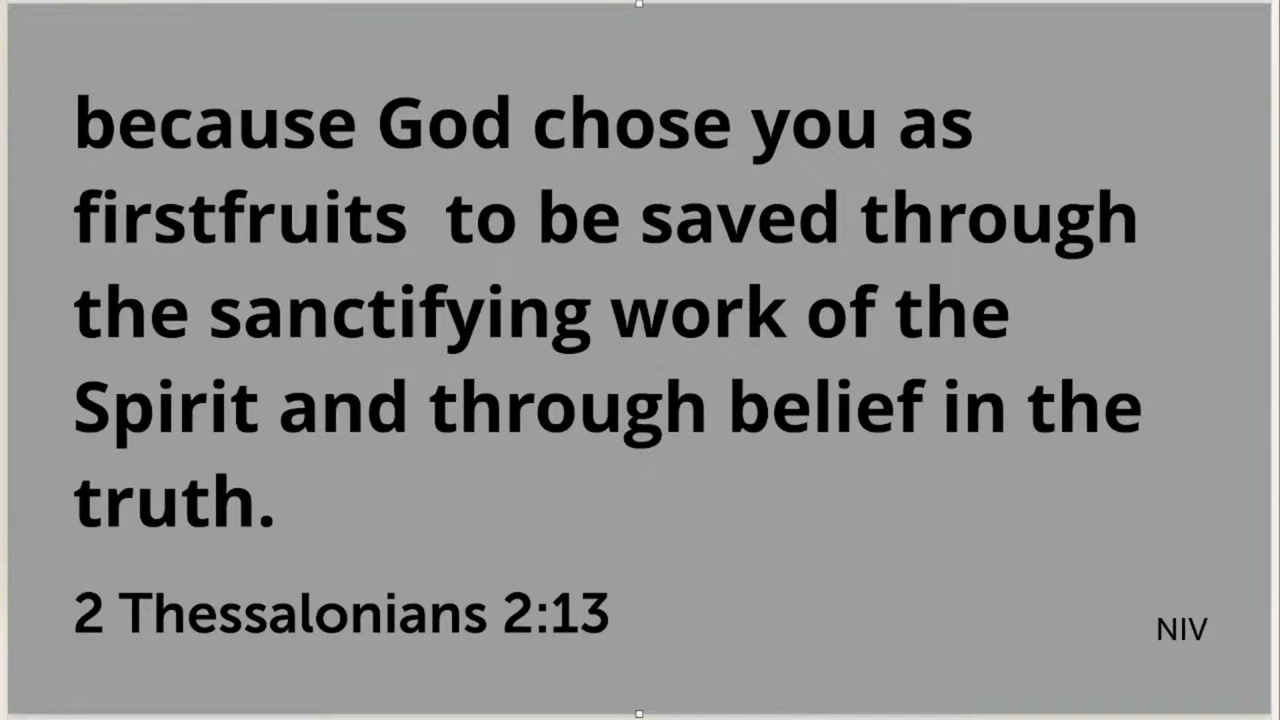 because God chose you as
firstfruits  to be saved through
the sanctifying work of the
Spirit and through belief in the
truth.
2 Thessalonians 2:13
NIV